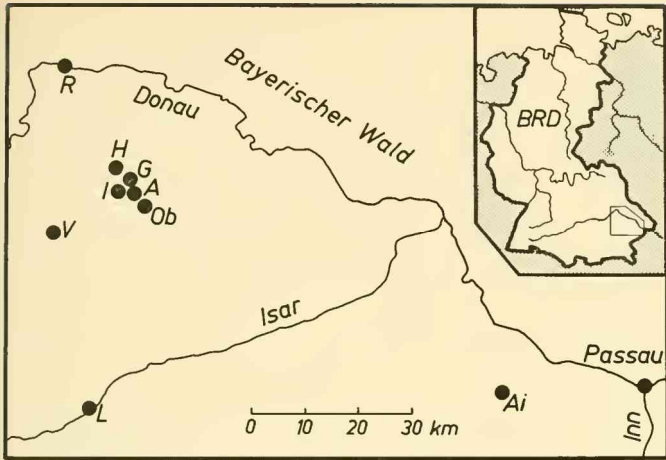 R
Donau
Bayerischer Wald
BRD
H
G
I
A
Ob
V
Isar
L
0 10 20 30 km
Ai
Passau
Inn